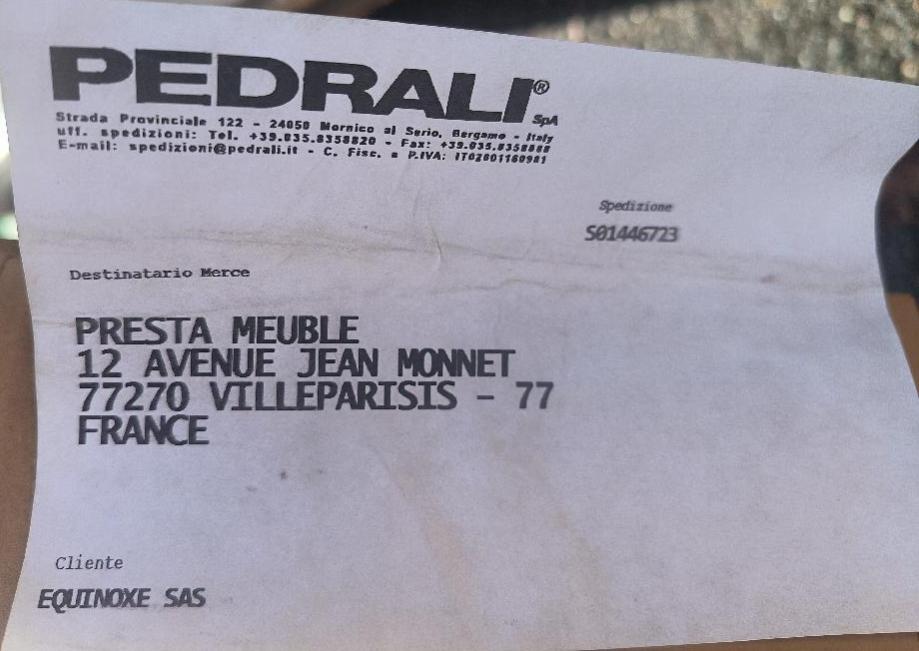 PEDRALI® SpA
Strada Provinciale 122 - 24050 Mornico al Serio, Bergamo - Italy
uff. spedizioni: Tel. +39.035.8358820 - Fax: +39.035.8358888
E-mail: spedizioni@pedrali.it - C. Fisc. e P.IVA: IT02801160981
Spedizione
S01446723
Destinatario Merce
PRESTA MEUBLE
12 AVENUE JEAN MONNET
77270 VILLEPARISIS - 77
FRANCE
Cliente
EQUINOXE SAS